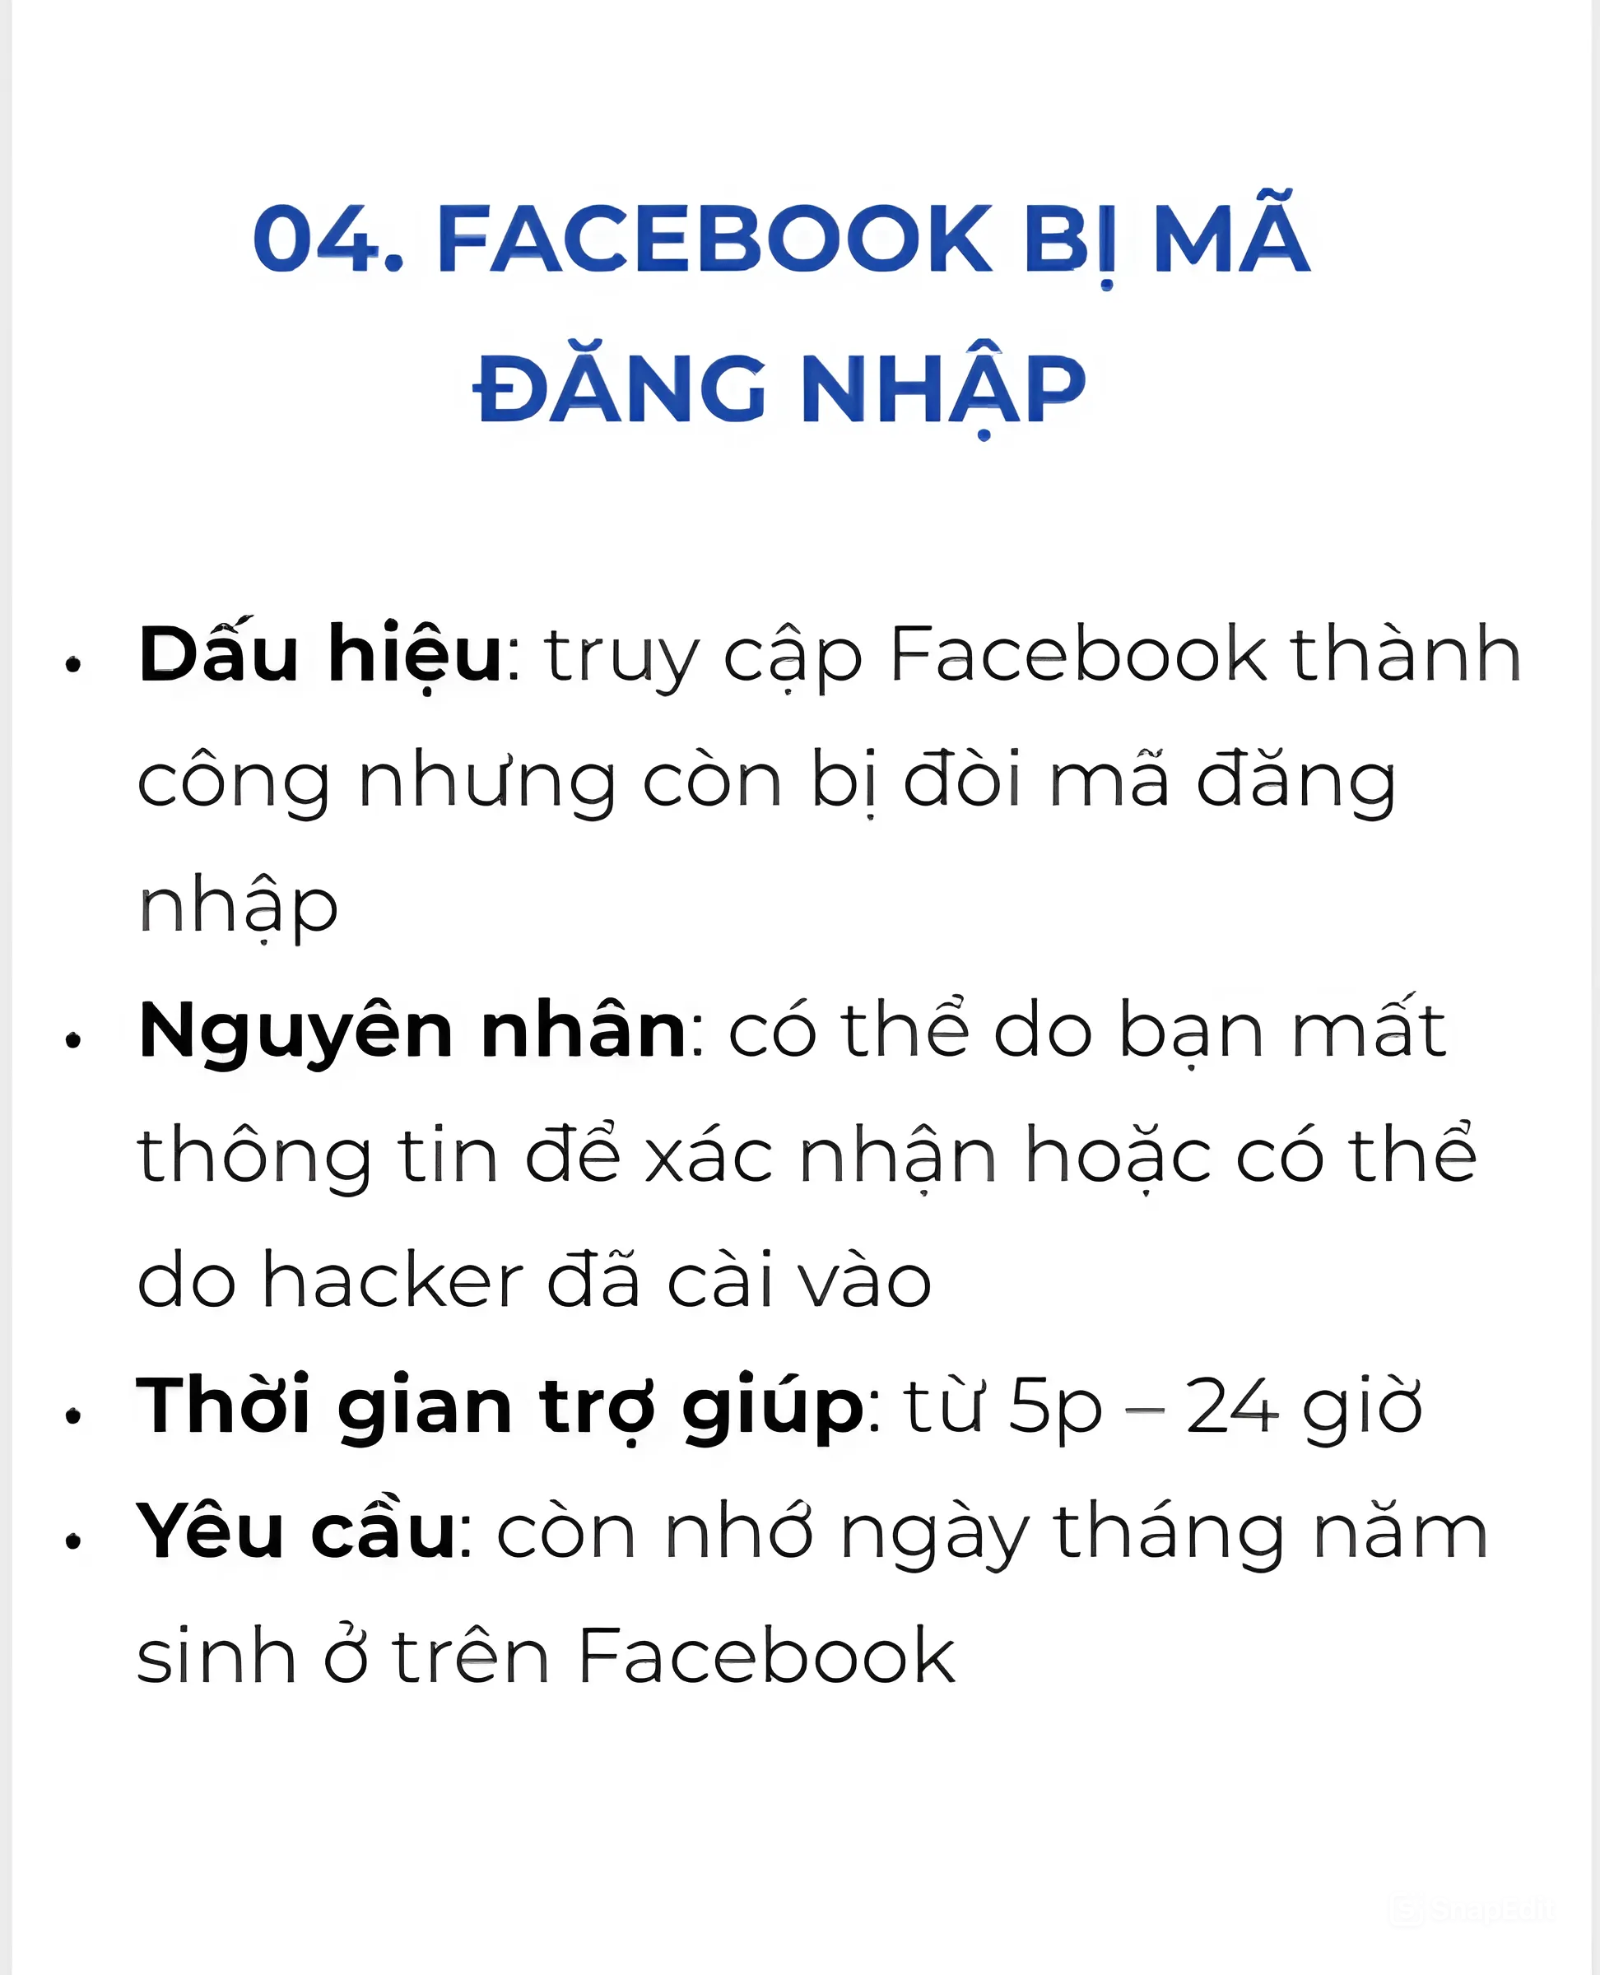 04. FACEBOOK BỊ MÃ
ĐĂNG NHẬP
• Dấu hiệu: truy cập Facebook thành
công nhưng còn bị đòi mã đăng
nhập
• Nguyên nhân: có thể do bạn mất
thông tin để xác nhận hoặc có thể
do hacker đã cài vào
• Thời gian trợ giúp: từ 5p – 24 giờ
• Yêu cầu: còn nhớ ngày tháng năm
sinh ở trên Facebook
SnapEdit